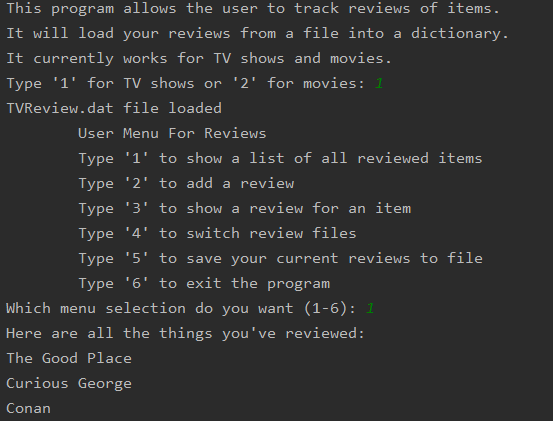 This program allows the user to track reviews of items.
It will load your reviews from a file into a dictionary.
It currently works for TV shows and movies.
Type '1' for TV shows or '2' for movies: 1
TVReview.dat file loaded
User Menu For Reviews
Type '1' to show a list of all reviewed items
Type '2' to add a review
Type '3' to show a review for an item
Type '4' to switch review files
Type '5' to save your current reviews to file
Type '6' to exit the program
Which menu selection do you want (1-6): 1
Here are all the things you've reviewed:
The Good Place
Curious George
Conan